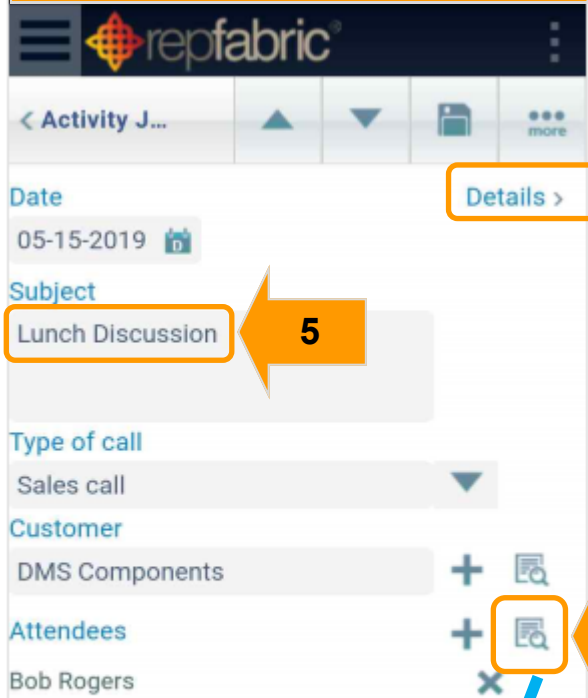 repfabric®
< Activity J...
more
Date
Details >
05-15-2019
D
Subject
Lunch Discussion
5
Type of call
Sales call
Customer
DMS Components
Attendees
Bob Rogers